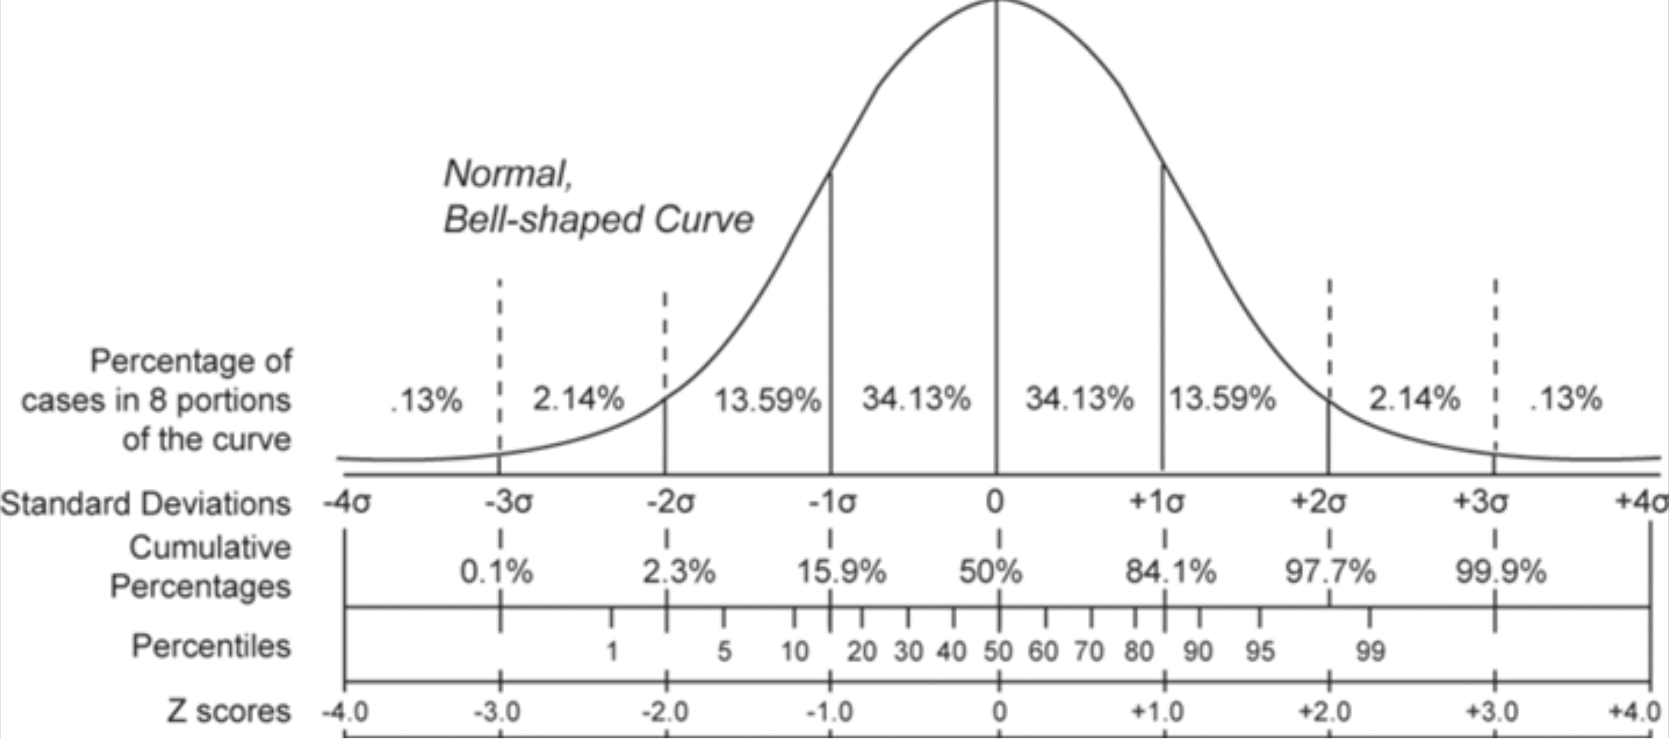 Normal,
Bell-shaped Curve
Percentage of
cases in 8 portions
of the curve
.13% 2.14% 13.59% 34.13% 34.13% 13.59% 2.14% .13%
Standard Deviations -4σ -3σ -2σ -1σ 0 +1σ +2σ +3σ +4σ
Cumulative
Percentages 0.1% 2.3% 15.9% 50% 84.1% 97.7% 99.9%
Percentiles 1 5 10 20 30 40 50 60 70 80 90 95 99
Z scores -4.0 -3.0 -2.0 -1.0 0 +1.0 +2.0 +3.0 +4.0